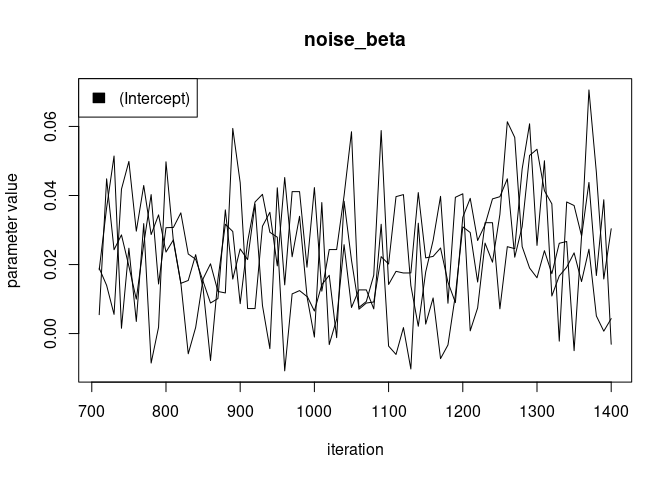 noise_beta
(Intercept)
parameter value
0.06
0.04
0.02
0.00
700 800 900 1000 1100 1200 1300 1400
iteration